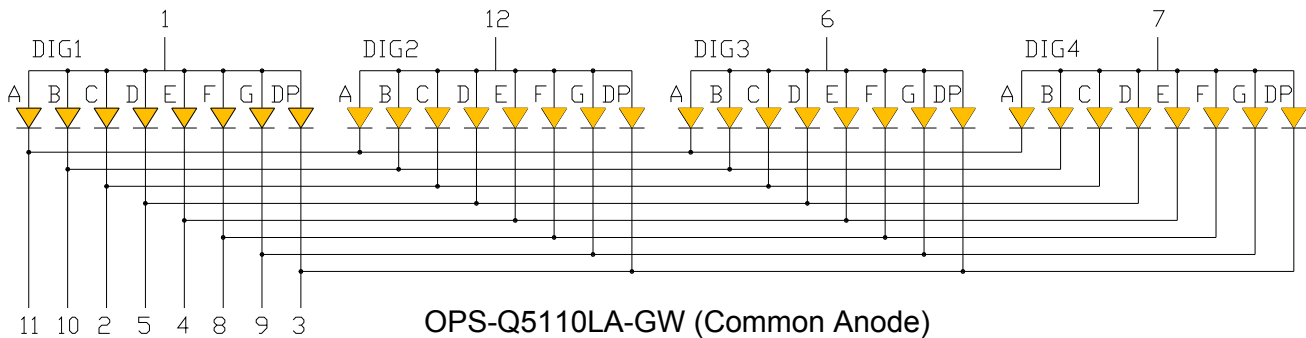 1 12 6 7
DIG1 DIG2 DIG3 DIG4
A B C D E F G DP A B C D E F G DP A B C D E F G DP A B C D E F G DP
11 10 2 5 4 8 9 3
OPS-Q5110LA-GW (Common Anode)